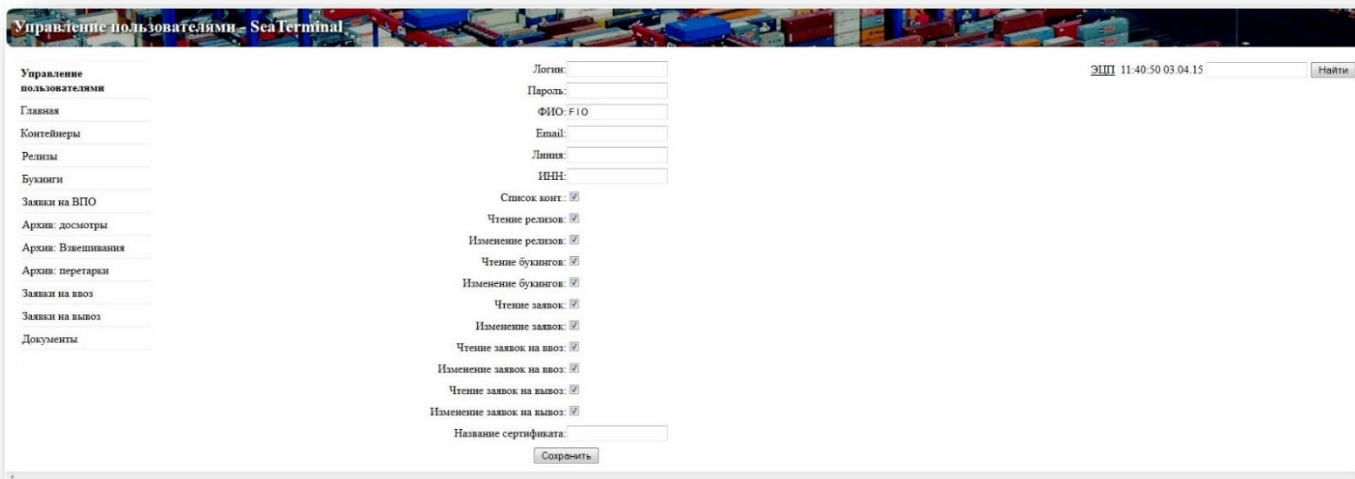 Управление пользователями - SeaTerminal
Управление
пользователями
Главная
Контейнеры
Релизы
Букинги
Заявки на ВПО
Архив: досмотры
Архив: Взвешивания
Архив: перетарки
Заявки на ввоз
Заявки на вывоз
Документы
Логин:
Пароль:
ФИО: F I O
Email:
Линия:
ИНН:
Список конт.:
Чтение релизов:
Изменение релизов:
Чтение букингов:
Изменение букингов:
Чтение заявок:
Изменение заявок:
Чтение заявок на ввоз:
Изменение заявок на ввоз:
Чтение заявок на вывоз:
Изменение заявок на вывоз:
Название сертификата:
Сохранить
ЭЦП 11:40:50 03.04.15 Найти